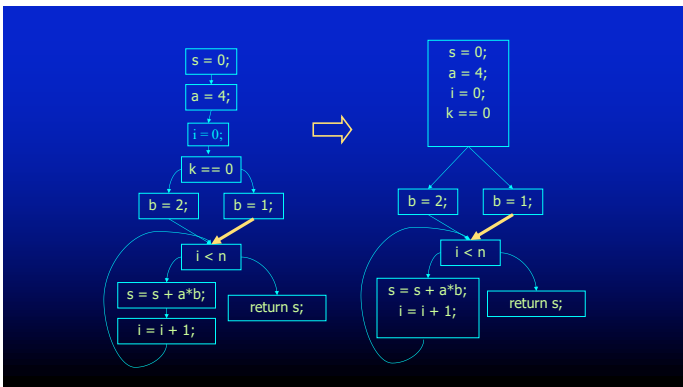 s = 0;
a = 4;
i = 0;
k == 0
b = 2;
b = 1;
i < n
s = s + a*b;
return s;
i = i + 1;
s = 0;
a = 4;
i = 0;
k == 0
b = 2;
b = 1;
i < n
s = s + a*b;
i = i + 1;
return s;